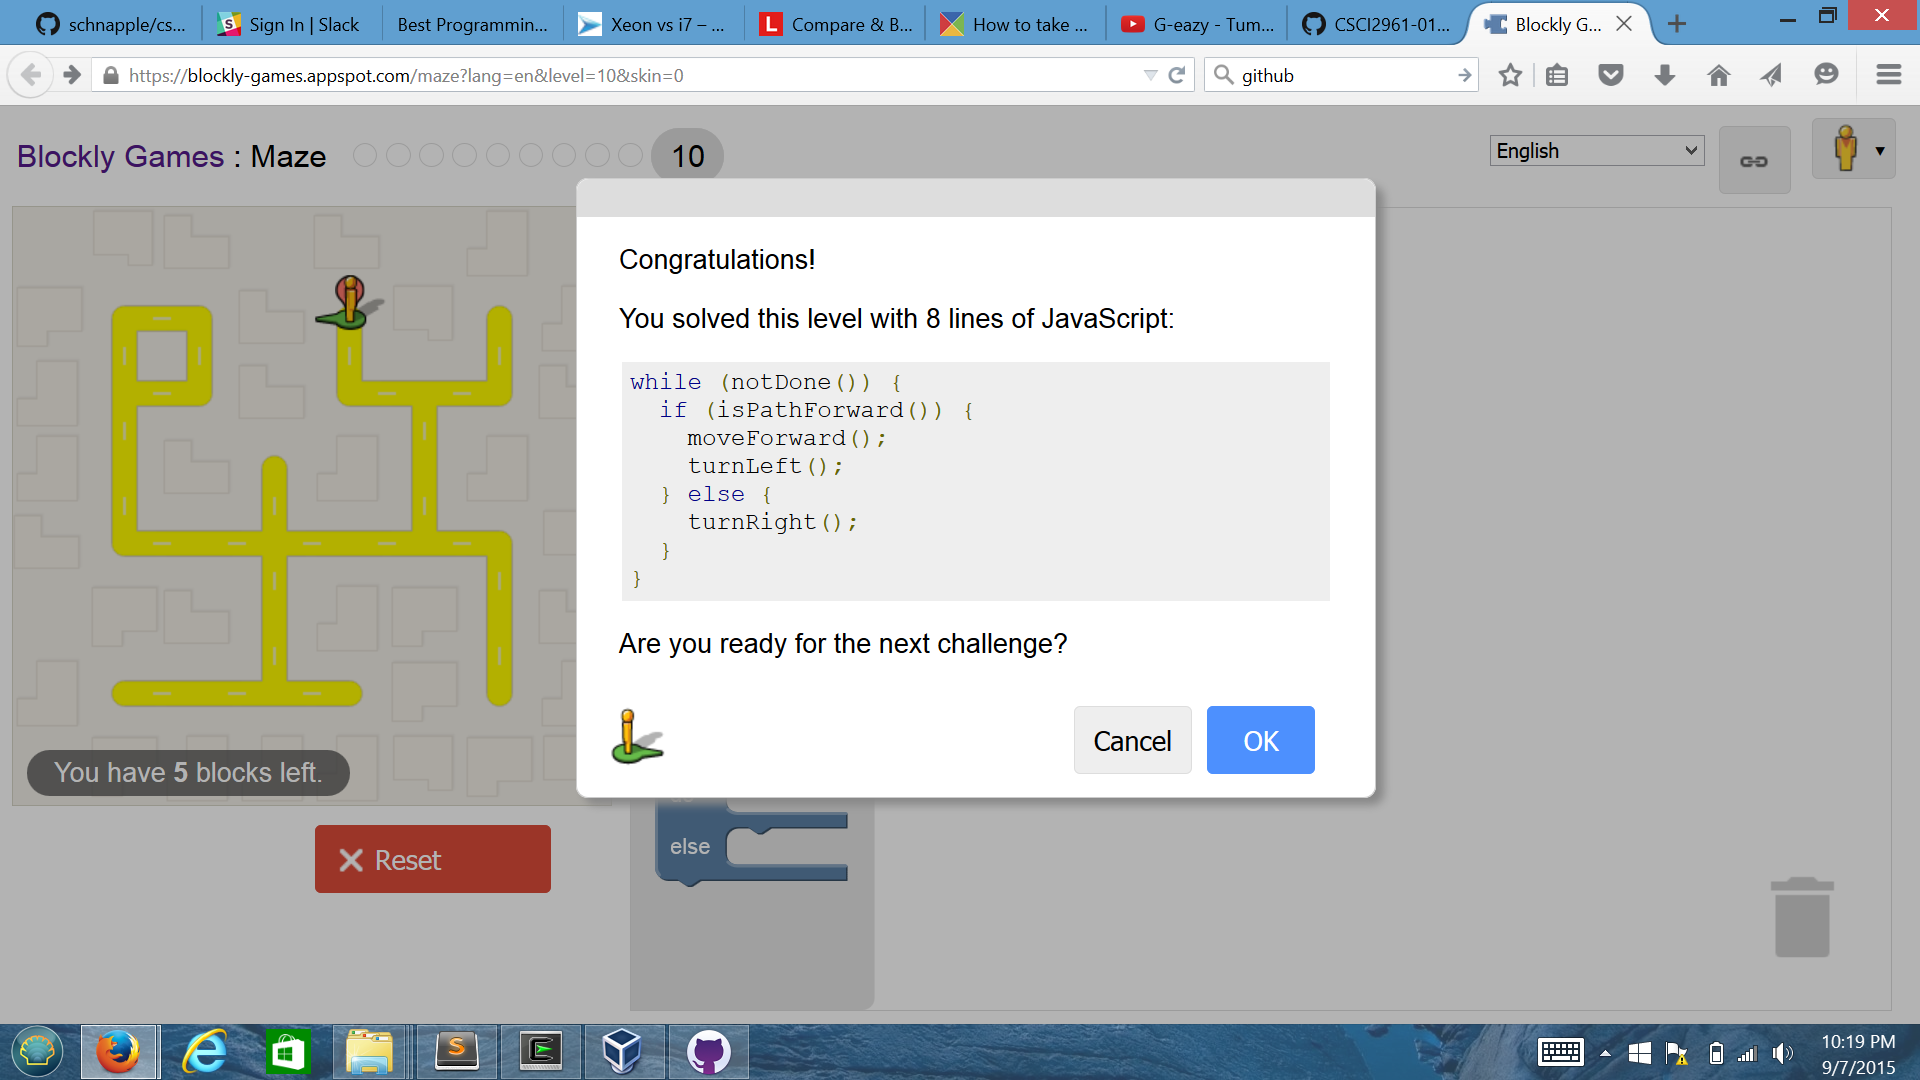 schnapple/cs...
Sign In | Slack
Best Programmin...
Xeon vs i7 – ...
Compare & B...
How to take ...
G-eazy - Tum...
CSCI2961-01...
Blockly G...
https://blockly-games.appspot.com/maze?lang=en&level=10&skin=0
github
Blockly Games : Maze
10
English
Congratulations!
You solved this level with 8 lines of JavaScript:
while (notDone()) {
if (isPathForward()) {
moveForward();
turnLeft();
} else {
turnRight();
}
}
Are you ready for the next challenge?
Cancel
OK
You have 5 blocks left.
else
Reset
10:19 PM
9/7/2015